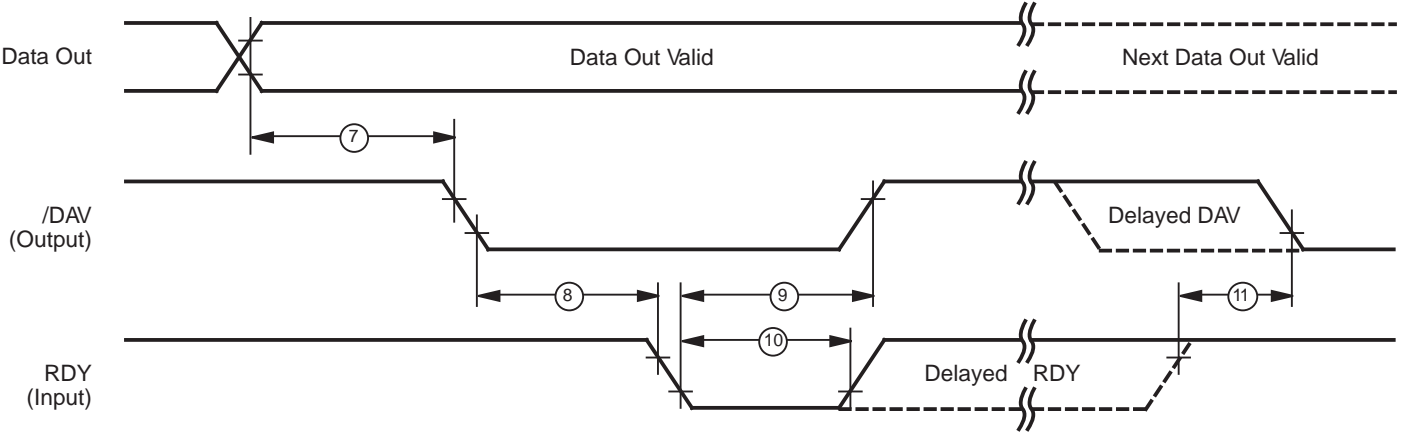 Data Out
Data Out Valid
Next Data Out Valid
7
/DAV
(Output)
Delayed DAV
8
9
11
10
RDY
(Input)
Delayed RDY